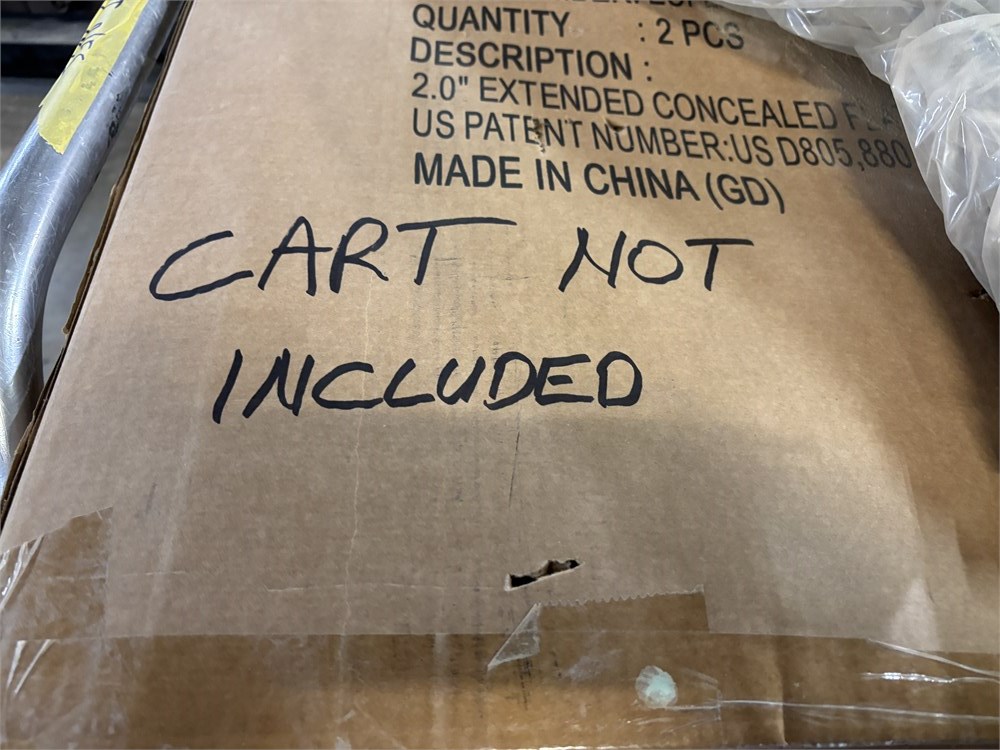 QUANTITY : 2 PCS
DESCRIPTION :
2.0" EXTENDED CONCEALED
US PATENT NUMBER:US D805,880
MADE IN CHINA (GD)
CART NOT
INCLUDED